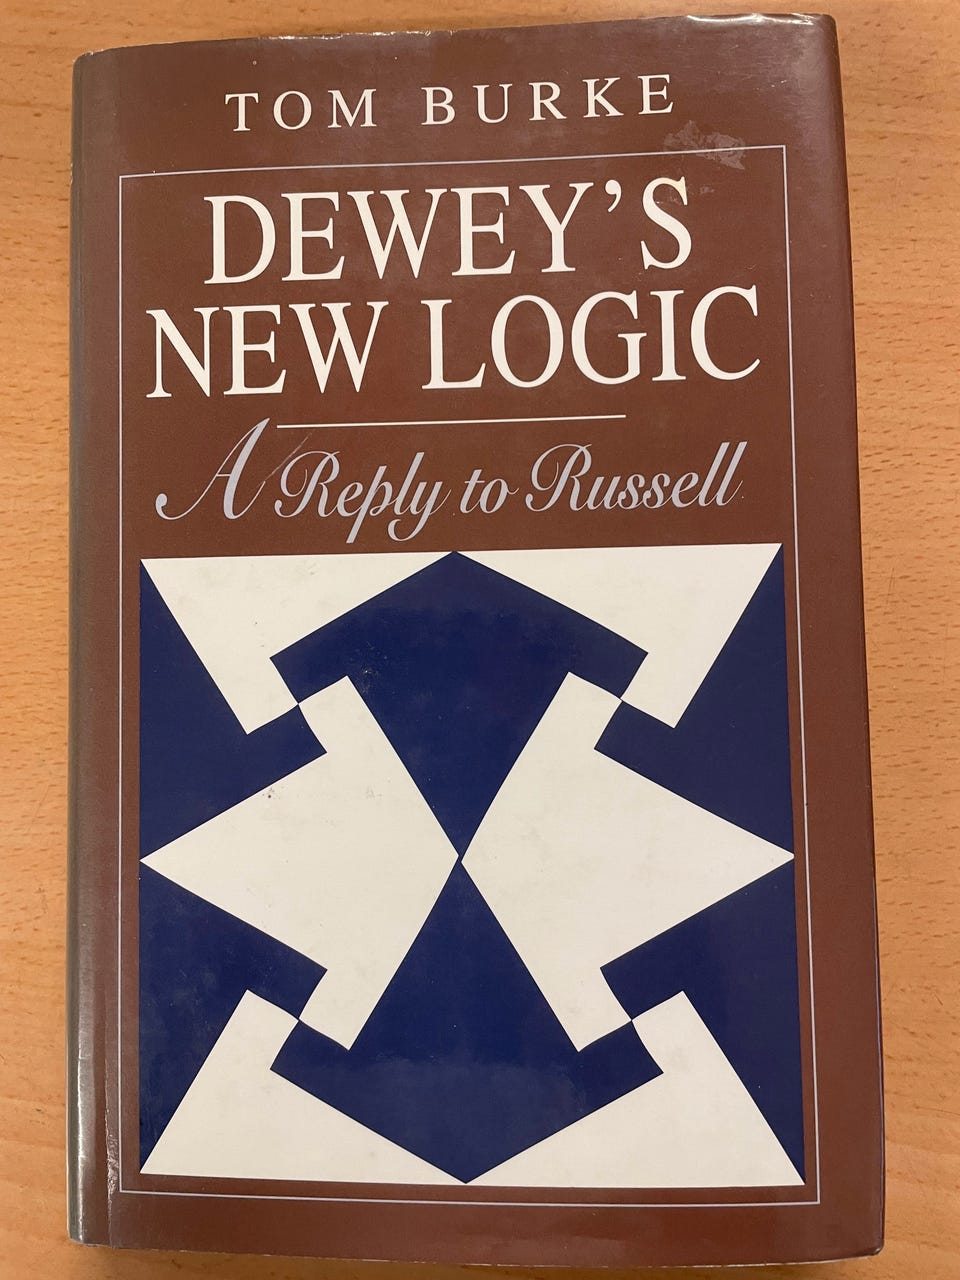 TOM BURKE
DEWEY'S
NEW LOGIC
A Reply to Russell